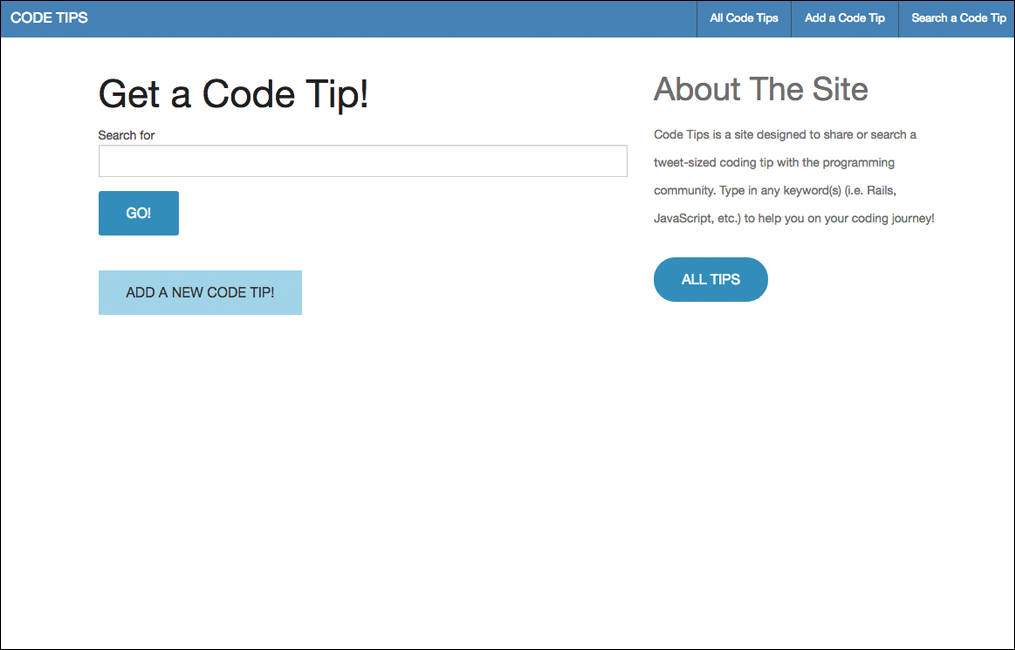 CODE TIPS
All Code Tips
Add a Code Tip
Search a Code Tip
Get a Code Tip!
Search for
GO!
ADD A NEW CODE TIP!
About The Site
Code Tips is a site designed to share or search a
tweet-sized coding tip with the programming
community. Type in any keyword(s) (i.e. Rails,
JavaScript, etc.) to help you on your coding journey!
ALL TIPS